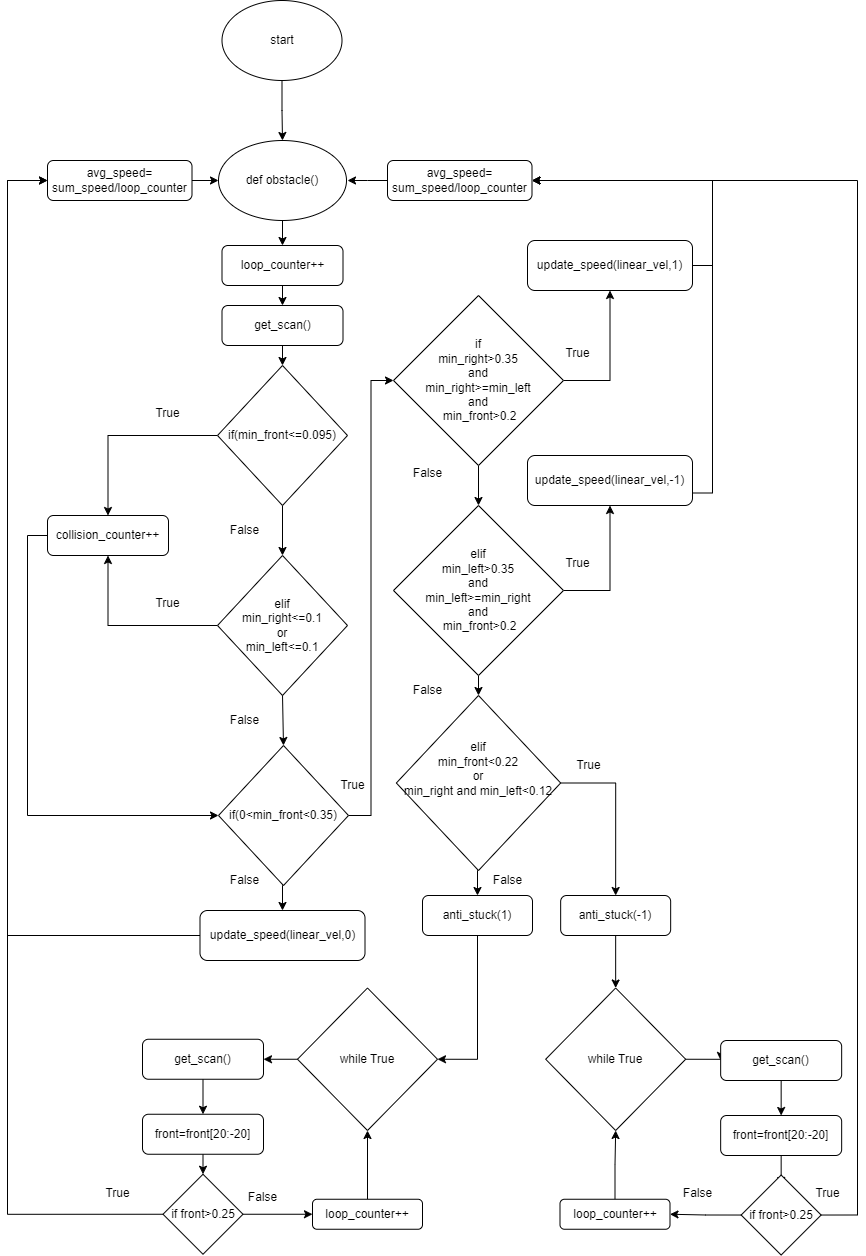 start
avg_speed=
sum_speed/loop_counter
def obstacle()
avg_speed=
sum_speed/loop_counter
loop_counter++
update_speed(linear_vel,1)
get_scan()
if
min_right>0.35
and
min_right>=min_left
and
min_front>0.2
True
True
if(min_front<=0.095)
False
update_speed(linear_vel,-1)
collision_counter++
False
elif
min_left>0.35
and
min_left>=min_right
and
min_front>0.2
True
True
elif
min_right<=0.1
or
min_left<=0.1
False
False
elif
min_front<0.22
or
min_right and min_left<0.12
True
True
if(0<min_front<0.35)
False
False
update_speed(linear_vel,0)
anti_stuck(1)
anti_stuck(-1)
get_scan()
while True
while True
get_scan()
front=front[20:-20]
front=front[20:-20]
True
if front>0.25
False
loop_counter++
loop_counter++
False
if front>0.25
True